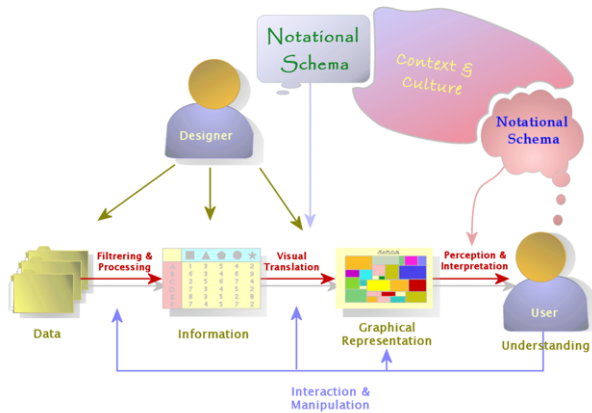 Notational
Schema
Context &
Culture
Notational
Schema
Designer
Filtrering &
Processing
Visual
Translation
Perception &
Interpretation
User
Data
Information
Graphical
Representation
Understanding
Interaction &
Manipulation